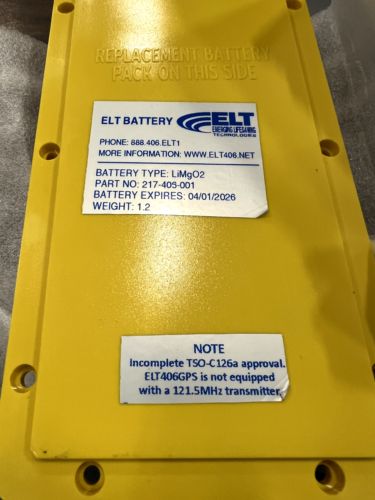 REPLACEMENT BATTERY
PACK ON THIS SIDE
ELT BATTERY
ELT
EMERGING LIFESAVING
TECHNOLOGIES
PHONE: 888.406.ELT1
MORE INFORMATION: WWW.ELT406.NET
BATTERY TYPE: LiMgO2
PART NO: 217-405-001
BATTERY EXPIRES: 04/01/2026
WEIGHT: 1.2
NOTE
Incomplete TSO-C126a approval.
ELT406GPS is not equipped
with a 121.5MHz transmitter.